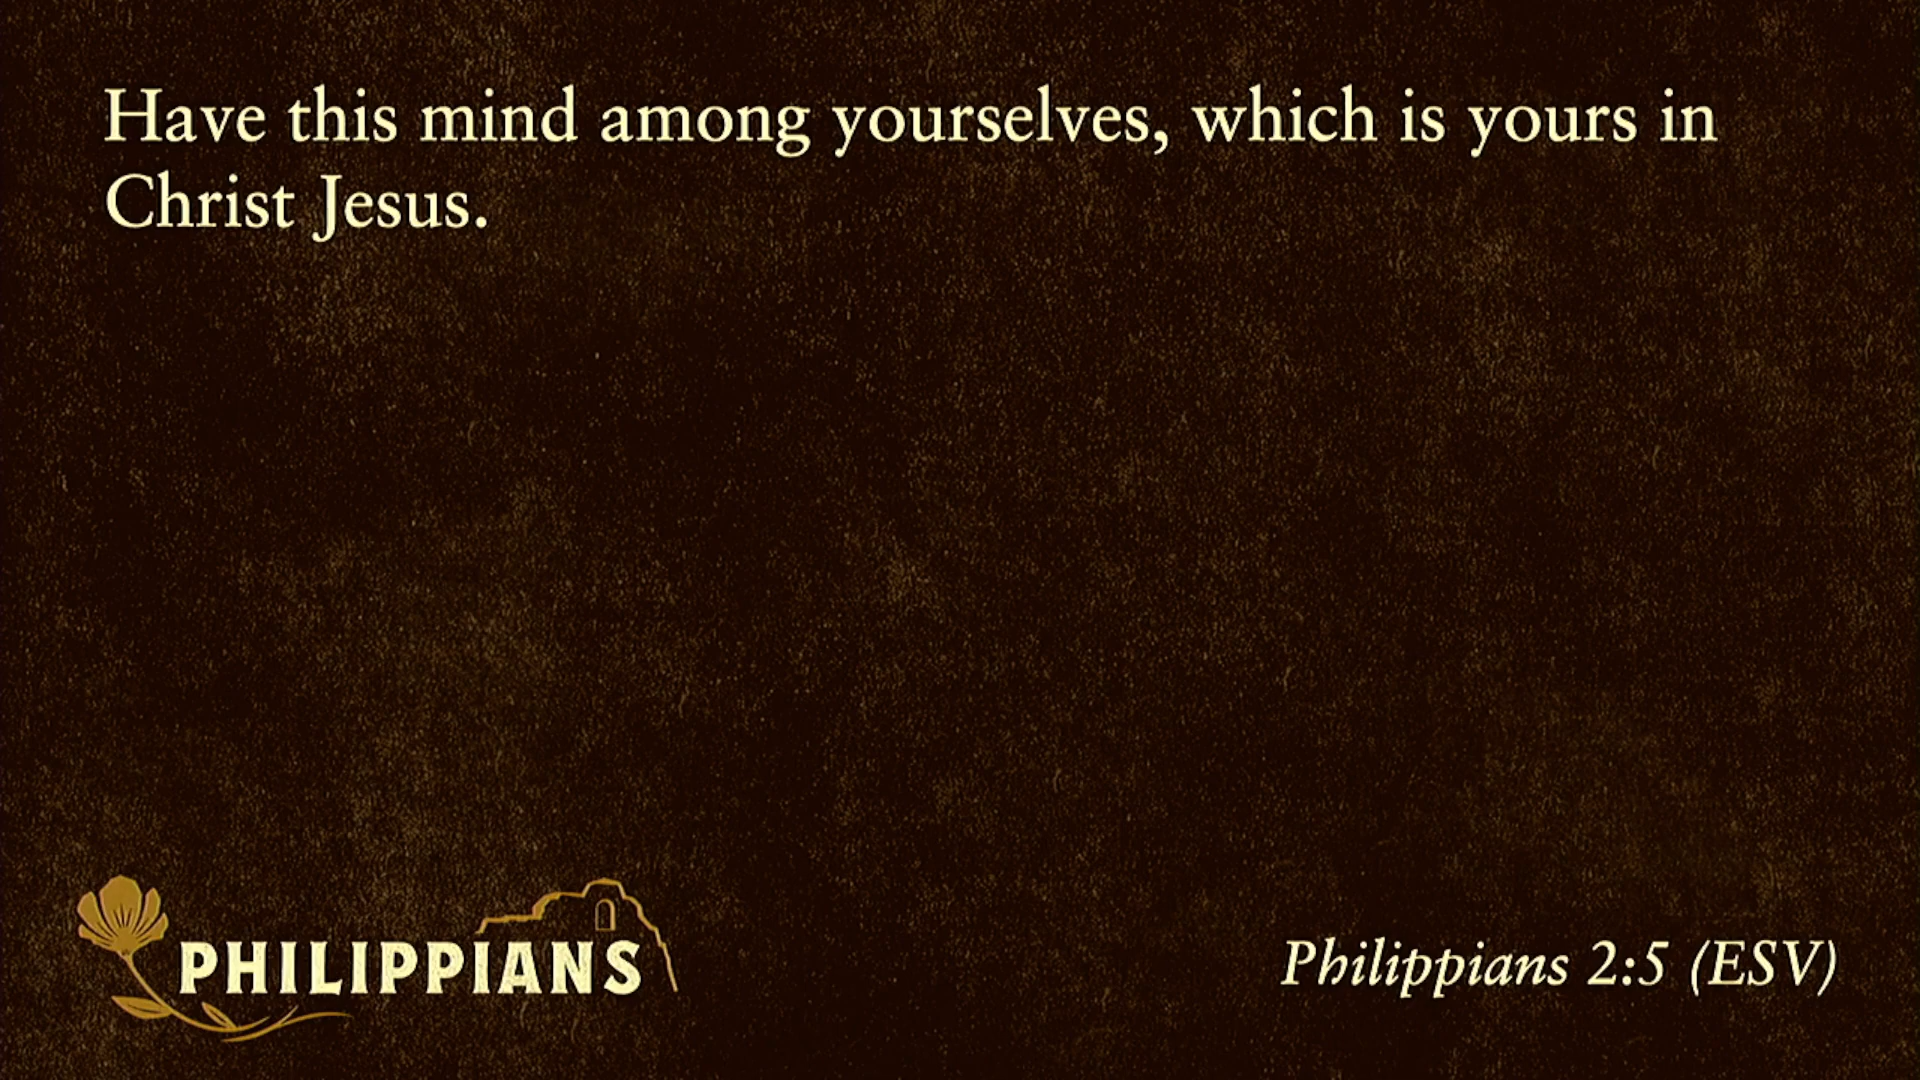 Have this mind among yourselves, which is yours in
Christ Jesus.
PHILIPPIANS
Philippians 2:5 (ESV)